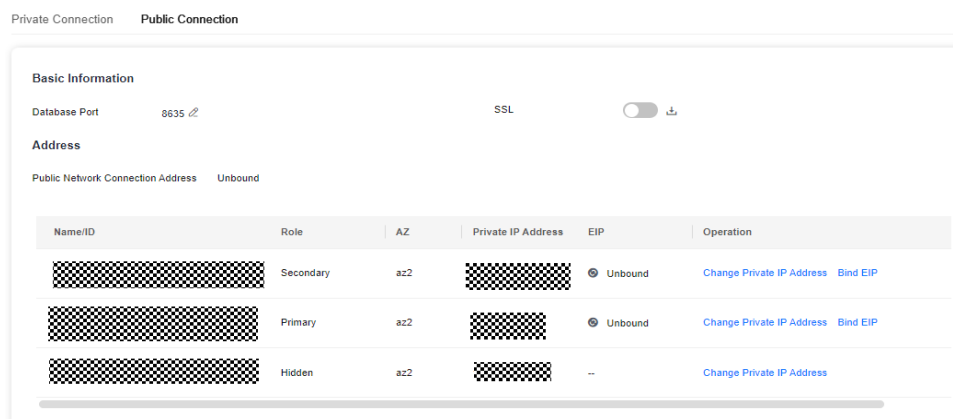 Private Connection Public Connection
Basic Information
Database Port 8635 SSL
Address
Public Network Connection Address Unbound
Name/ID Role AZ Private IP Address EIP Operation
Secondary az2 Unbound Change Private IP Address Bind EIP
Primary az2 Unbound Change Private IP Address Bind EIP
Hidden az2 -- Change Private IP Address